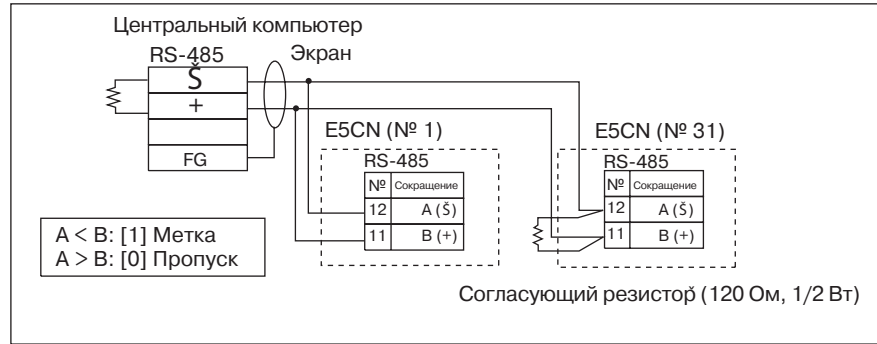 Центральный компьютер
RS-485
Экран
Š
+
FG
E5CN (№ 1)
RS-485
№ Сокращение
12 A (Š)
11 B (+)
E5CN (№ 31)
RS-485
№ Сокращение
12 A (Š)
11 B (+)
A < B: [1] Метка
A > B: [0] Пропуск
Согласующий резистор (120 Ом, 1/2 Вт)